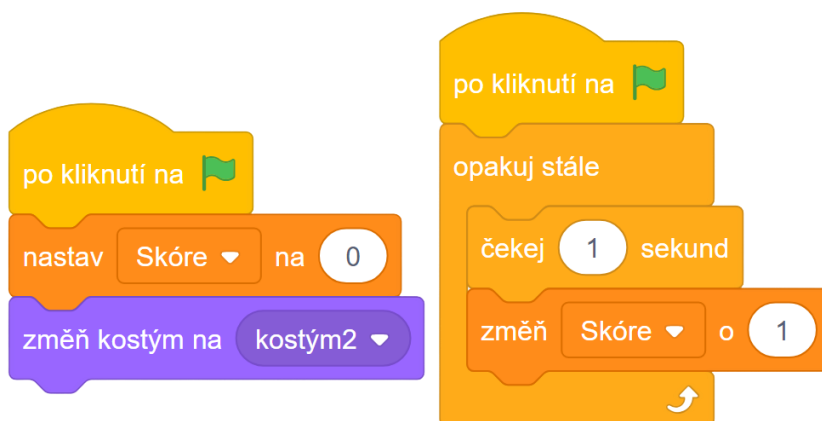 po kliknutí na
nastav Skóre na 0
změň kostým na kostým2
po kliknutí na
opakuj stále
čekej 1 sekund
změň Skóre o 1